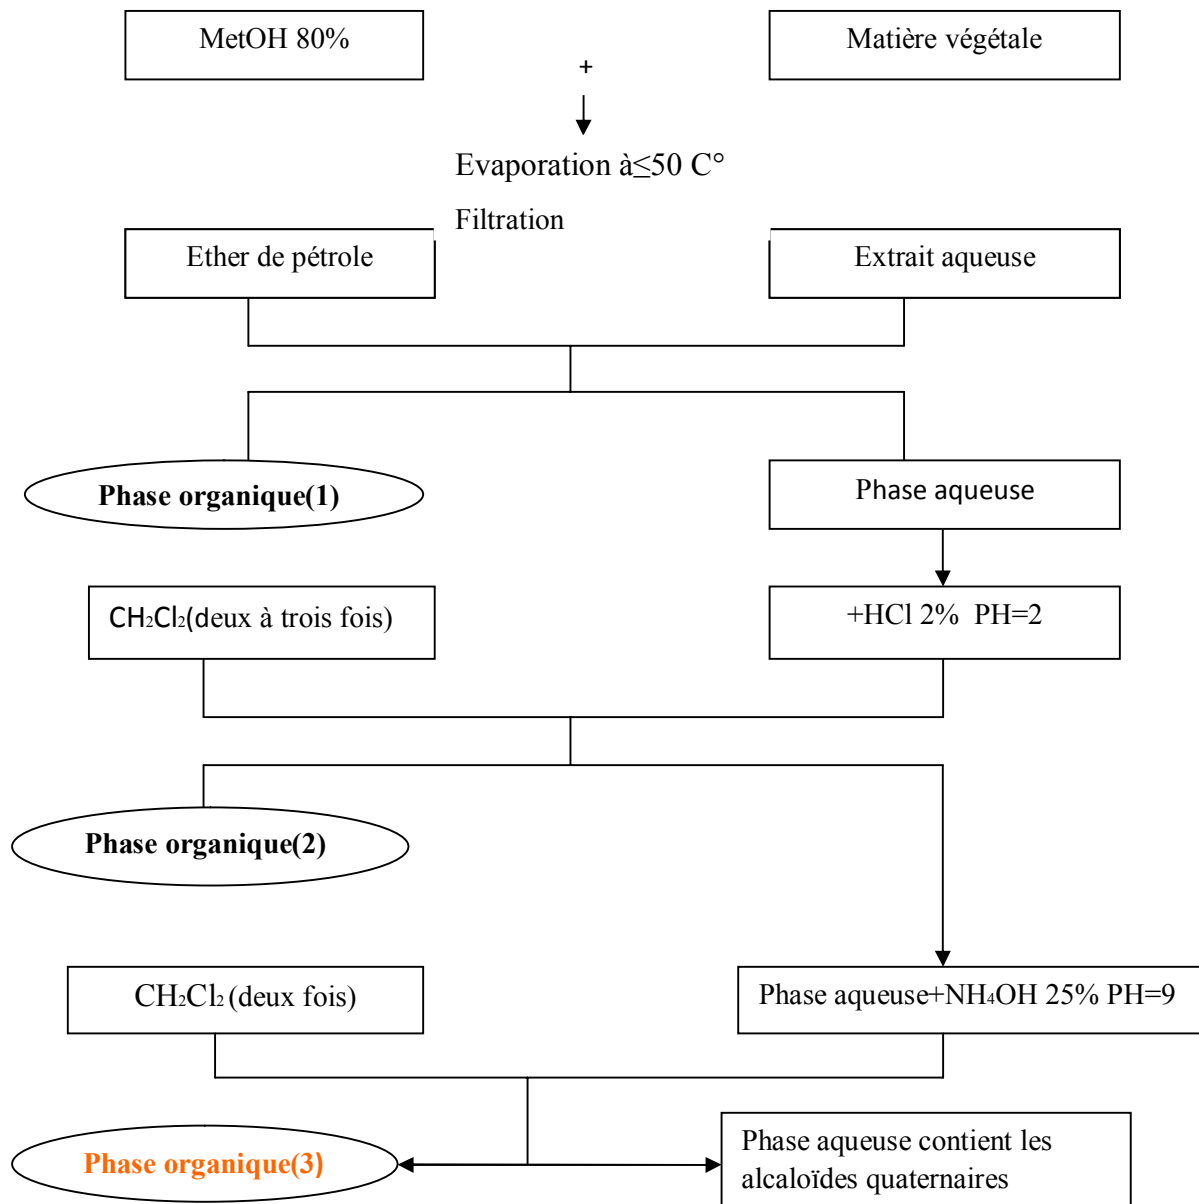 MetOH 80%
Matière végétale
+
Evaporation à≤50 C°
Filtration
Ether de pétrole
Extrait aqueuse
Phase organique(1)
Phase aqueuse
CH₂Cl₂(deux à trois fois)
+HCl 2%  PH=2
Phase organique(2)
CH₂Cl₂ (deux fois)
Phase aqueuse+NH₄OH 25% PH=9
Phase organique(3)
Phase aqueuse contient les
alcaloïdes quaternaires